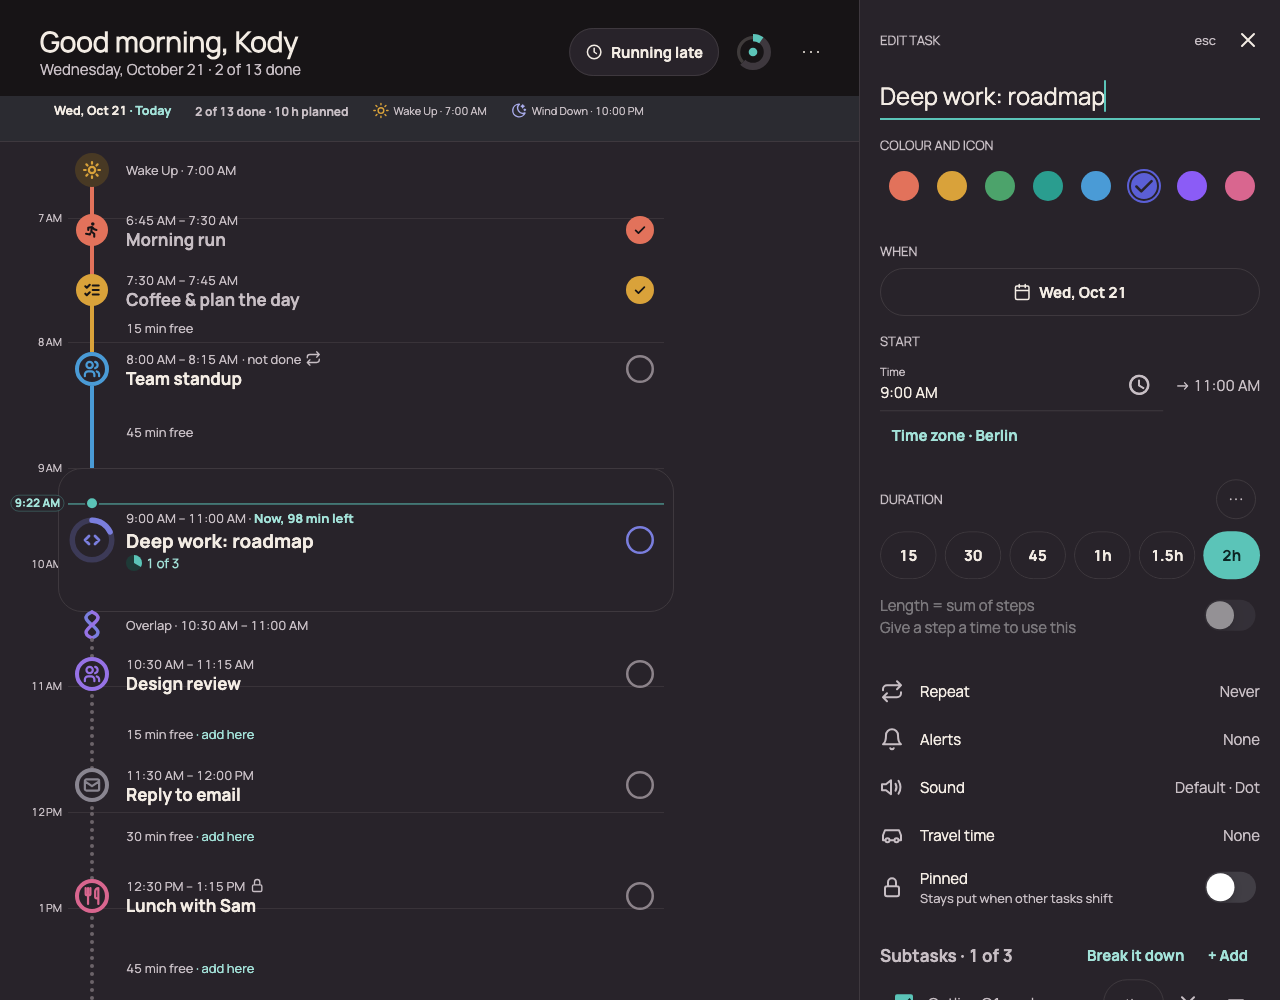 Good morning, Kody
Wednesday, October 21 · 2 of 13 done
Running late
Wed, Oct 21 · Today
2 of 13 done · 10 h planned
Wake Up · 7:00 AM
Wind Down · 10:00 PM
Wake Up · 7:00 AM
7 AM
6:45 AM – 7:30 AM
Morning run
7:30 AM – 7:45 AM
Coffee & plan the day
15 min free
8 AM
8:00 AM – 8:15 AM · not done
Team standup
45 min free
9 AM
9:22 AM
9:00 AM – 11:00 AM · Now, 98 min left
Deep work: roadmap
1 of 3
10 AM
Overlap · 10:30 AM – 11:00 AM
10:30 AM – 11:15 AM
Design review
11 AM
15 min free · add here
11:30 AM – 12:00 PM
Reply to email
12 PM
30 min free · add here
12:30 PM – 1:15 PM
Lunch with Sam
1 PM
45 min free · add here
EDIT TASK
esc
Deep work: roadmap
COLOUR AND ICON
WHEN
Wed, Oct 21
START
Time
9:00 AM
→ 11:00 AM
Time zone · Berlin
DURATION
15 30 45 1h 1.5h 2h
Length = sum of steps
Give a step a time to use this
Repeat Never
Alerts None
Sound Default · Dot
Travel time None
Pinned
Stays put when other tasks shift
Subtasks · 1 of 3
Break it down
+ Add